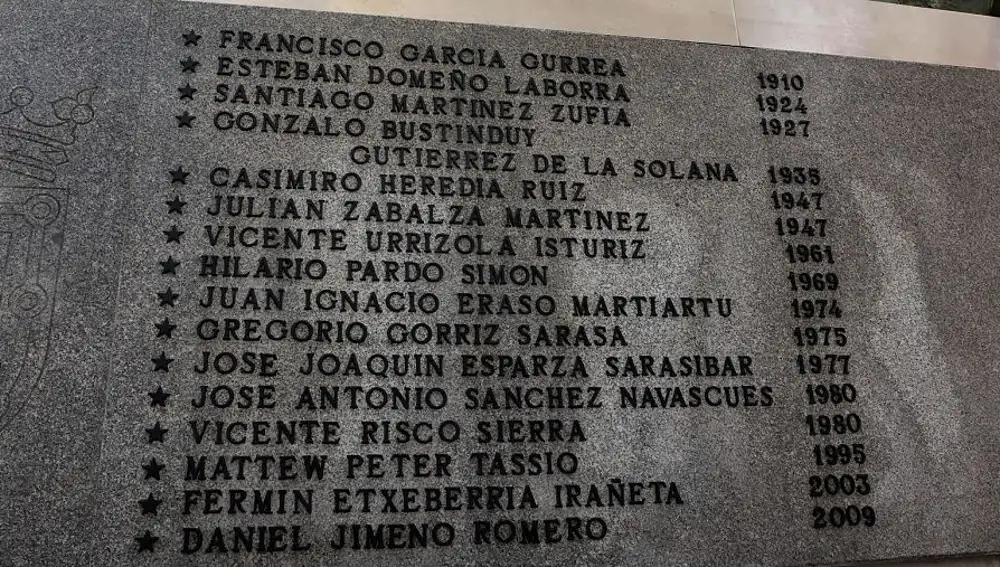 ★ FRANCISCO GARCIA GURREA 1910
★ ESTEBAN DOMEÑO LABORRA 1924
★ SANTIAGO MARTINEZ ZUFIA 1927
★ GONZALO BUSTINDUY
GUTIERREZ DE LA SOLANA 1935
★ CASIMIRO HEREDIA RUIZ 1947
★ JULIAN ZABALZA MARTINEZ 1947
★ VICENTE URRIZOLA ISTURIZ 1961
★ HILARIO PARDO SIMON 1969
★ JUAN IGNACIO ERASO MARTIARTU 1974
★ GREGORIO GORRIZ SARASA 1975
★ JOSE JOAQUIN ESPARZA SARASIBAR 1977
★ JOSE ANTONIO SANCHEZ NAVASCUES 1980
★ VICENTE RISCO SIERRA 1980
★ MATTEW PETER TASSIO 1995
★ FERMIN ETXEBERRIA IRAÑETA 2003
★ DANIEL JIMENO ROMERO 2009